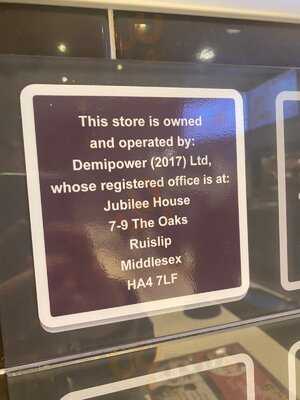 This store is owned
and operated by:
Demipower (2017) Ltd,
whose registered office is at:
Jubilee House
7-9 The Oaks
Ruislip
Middlesex
HA4 7LF